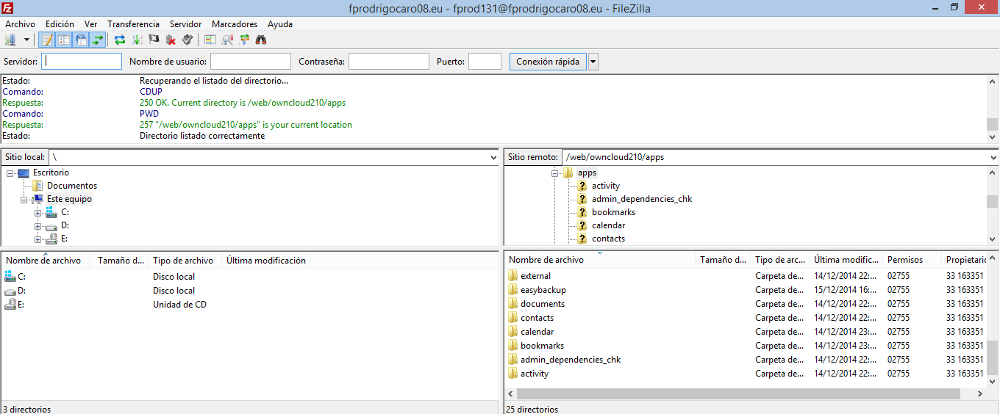 fprodrigocaro08.eu - fprod131@fprodrigocaro08.eu - FileZilla
Archivo Edición Ver Transferencia Servidor Marcadores Ayuda
Servidor: Nombre de usuario: Contraseña: Puerto: Conexión rápida
Estado: Recuperando el listado del directorio...
Comando: CDUP
Respuesta: 250 OK. Current directory is /web/owncloud210/apps
Comando: PWD
Respuesta: 257 "/web/owncloud210/apps" is your current location
Estado: Directorio listado correctamente
Sitio local: \
Escritorio
Documentos
Este equipo
C:
D:
E:
Nombre de archivo Tamaño d... Tipo de archivo Última modificación
C: Disco local
D: Disco local
E: Unidad de CD
3 directorios
Sitio remoto: /web/owncloud210/apps
apps
activity
admin_dependencies_chk
bookmarks
calendar
contacts
Nombre de archivo Tamaño d... Tipo de arc... Última modific... Permisos Propietario
external Carpeta de... 14/12/2014 22:... 02755 33 163351
easybackup Carpeta de... 15/12/2014 16:... 02755 33 163351
documents Carpeta de... 14/12/2014 22:... 02755 33 163351
contacts Carpeta de... 14/12/2014 22:... 02755 33 163351
calendar Carpeta de... 14/12/2014 23:... 02755 33 163351
bookmarks Carpeta de... 14/12/2014 23:... 02755 33 163351
admin_dependencies_chk Carpeta de... 14/12/2014 22:... 02755 33 163351
activity Carpeta de... 14/12/2014 22:... 02755 33 163351
25 directorios